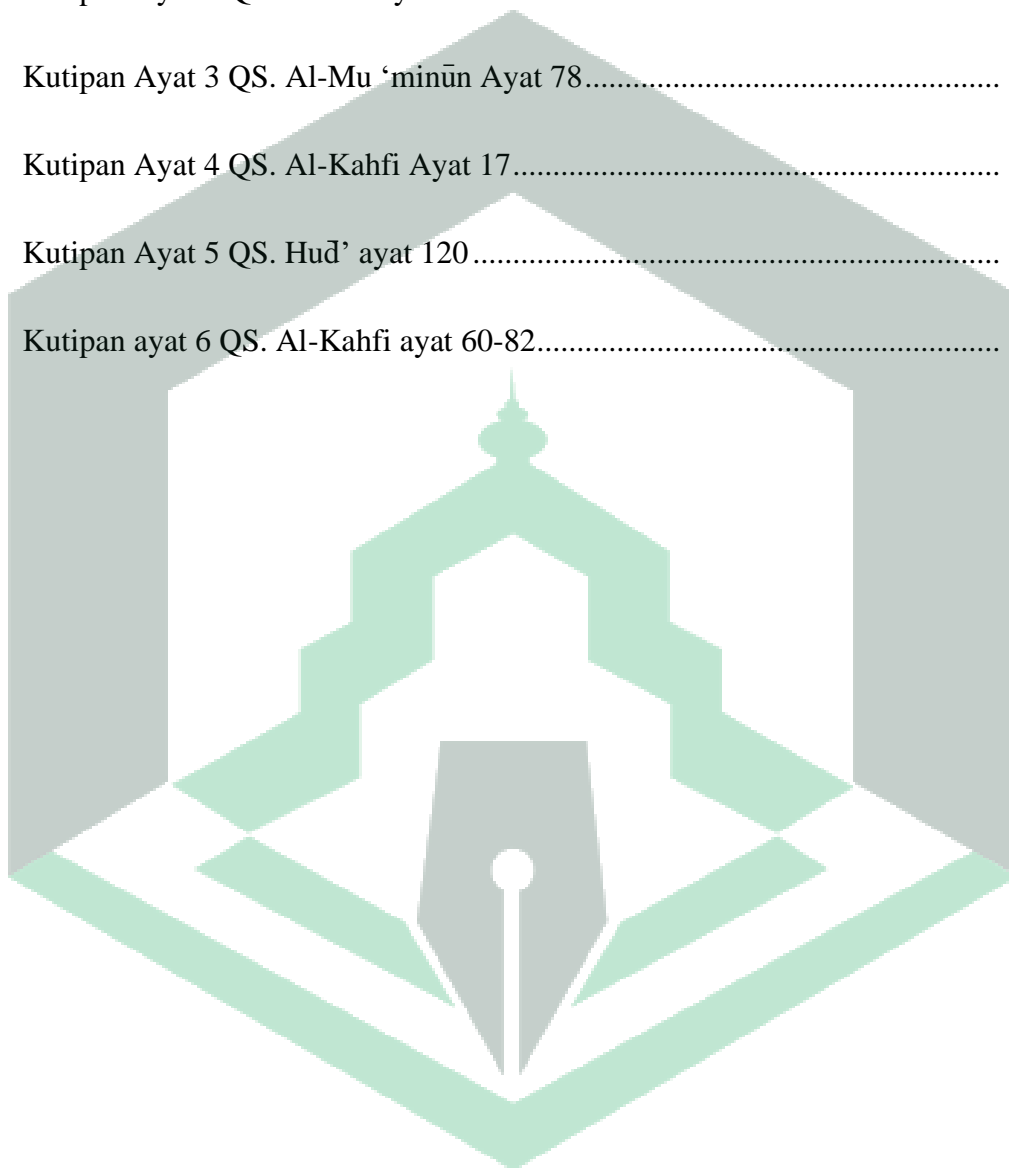 Kutipan Ayat 3 QS. Al-Mu ‘minūn Ayat 78....................................................
Kutipan Ayat 4 QS. Al-Kahfi Ayat 17.............................................................
Kutipan Ayat 5 QS. Hud̄’ ayat 120..................................................................
Kutipan ayat 6 QS. Al-Kahfi ayat 60-82..........................................................